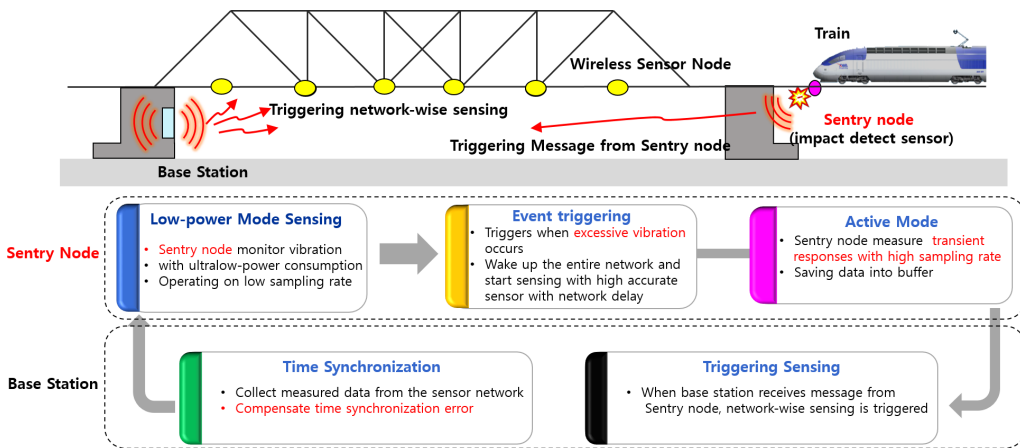 Train
Wireless Sensor Node
Triggering network-wise sensing
Sentry node
(impact detect sensor)
Triggering Message from Sentry node
Base Station
Sentry Node
Low-power Mode Sensing
• Sentry node monitor vibration
• with ultralow-power consumption
• Operating on low sampling rate
Event triggering
• Triggers when excessive vibration
occurs
• Wake up the entire network and
start sensing with high accurate
sensor with network delay
Active Mode
• Sentry node measure transient
responses with high sampling rate
• Saving data into buffer
Base Station
Time Synchronization
• Collect measured data from the sensor network
• Compensate time synchronization error
Triggering Sensing
• When base station receives message from
Sentry node, network-wise sensing is triggered